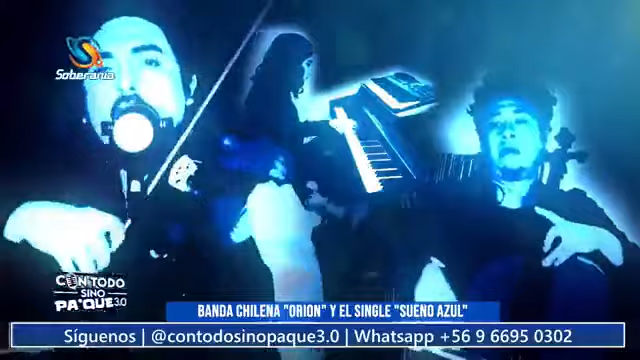 Soberanía
CON TODO
SINO
PA'QUE 3.0
BANDA CHILENA "ORION" Y EL SINGLE "SUENO AZUL"
Síguenos | @contodosinopaque3.0 | Whatsapp +56 9 6695 0302